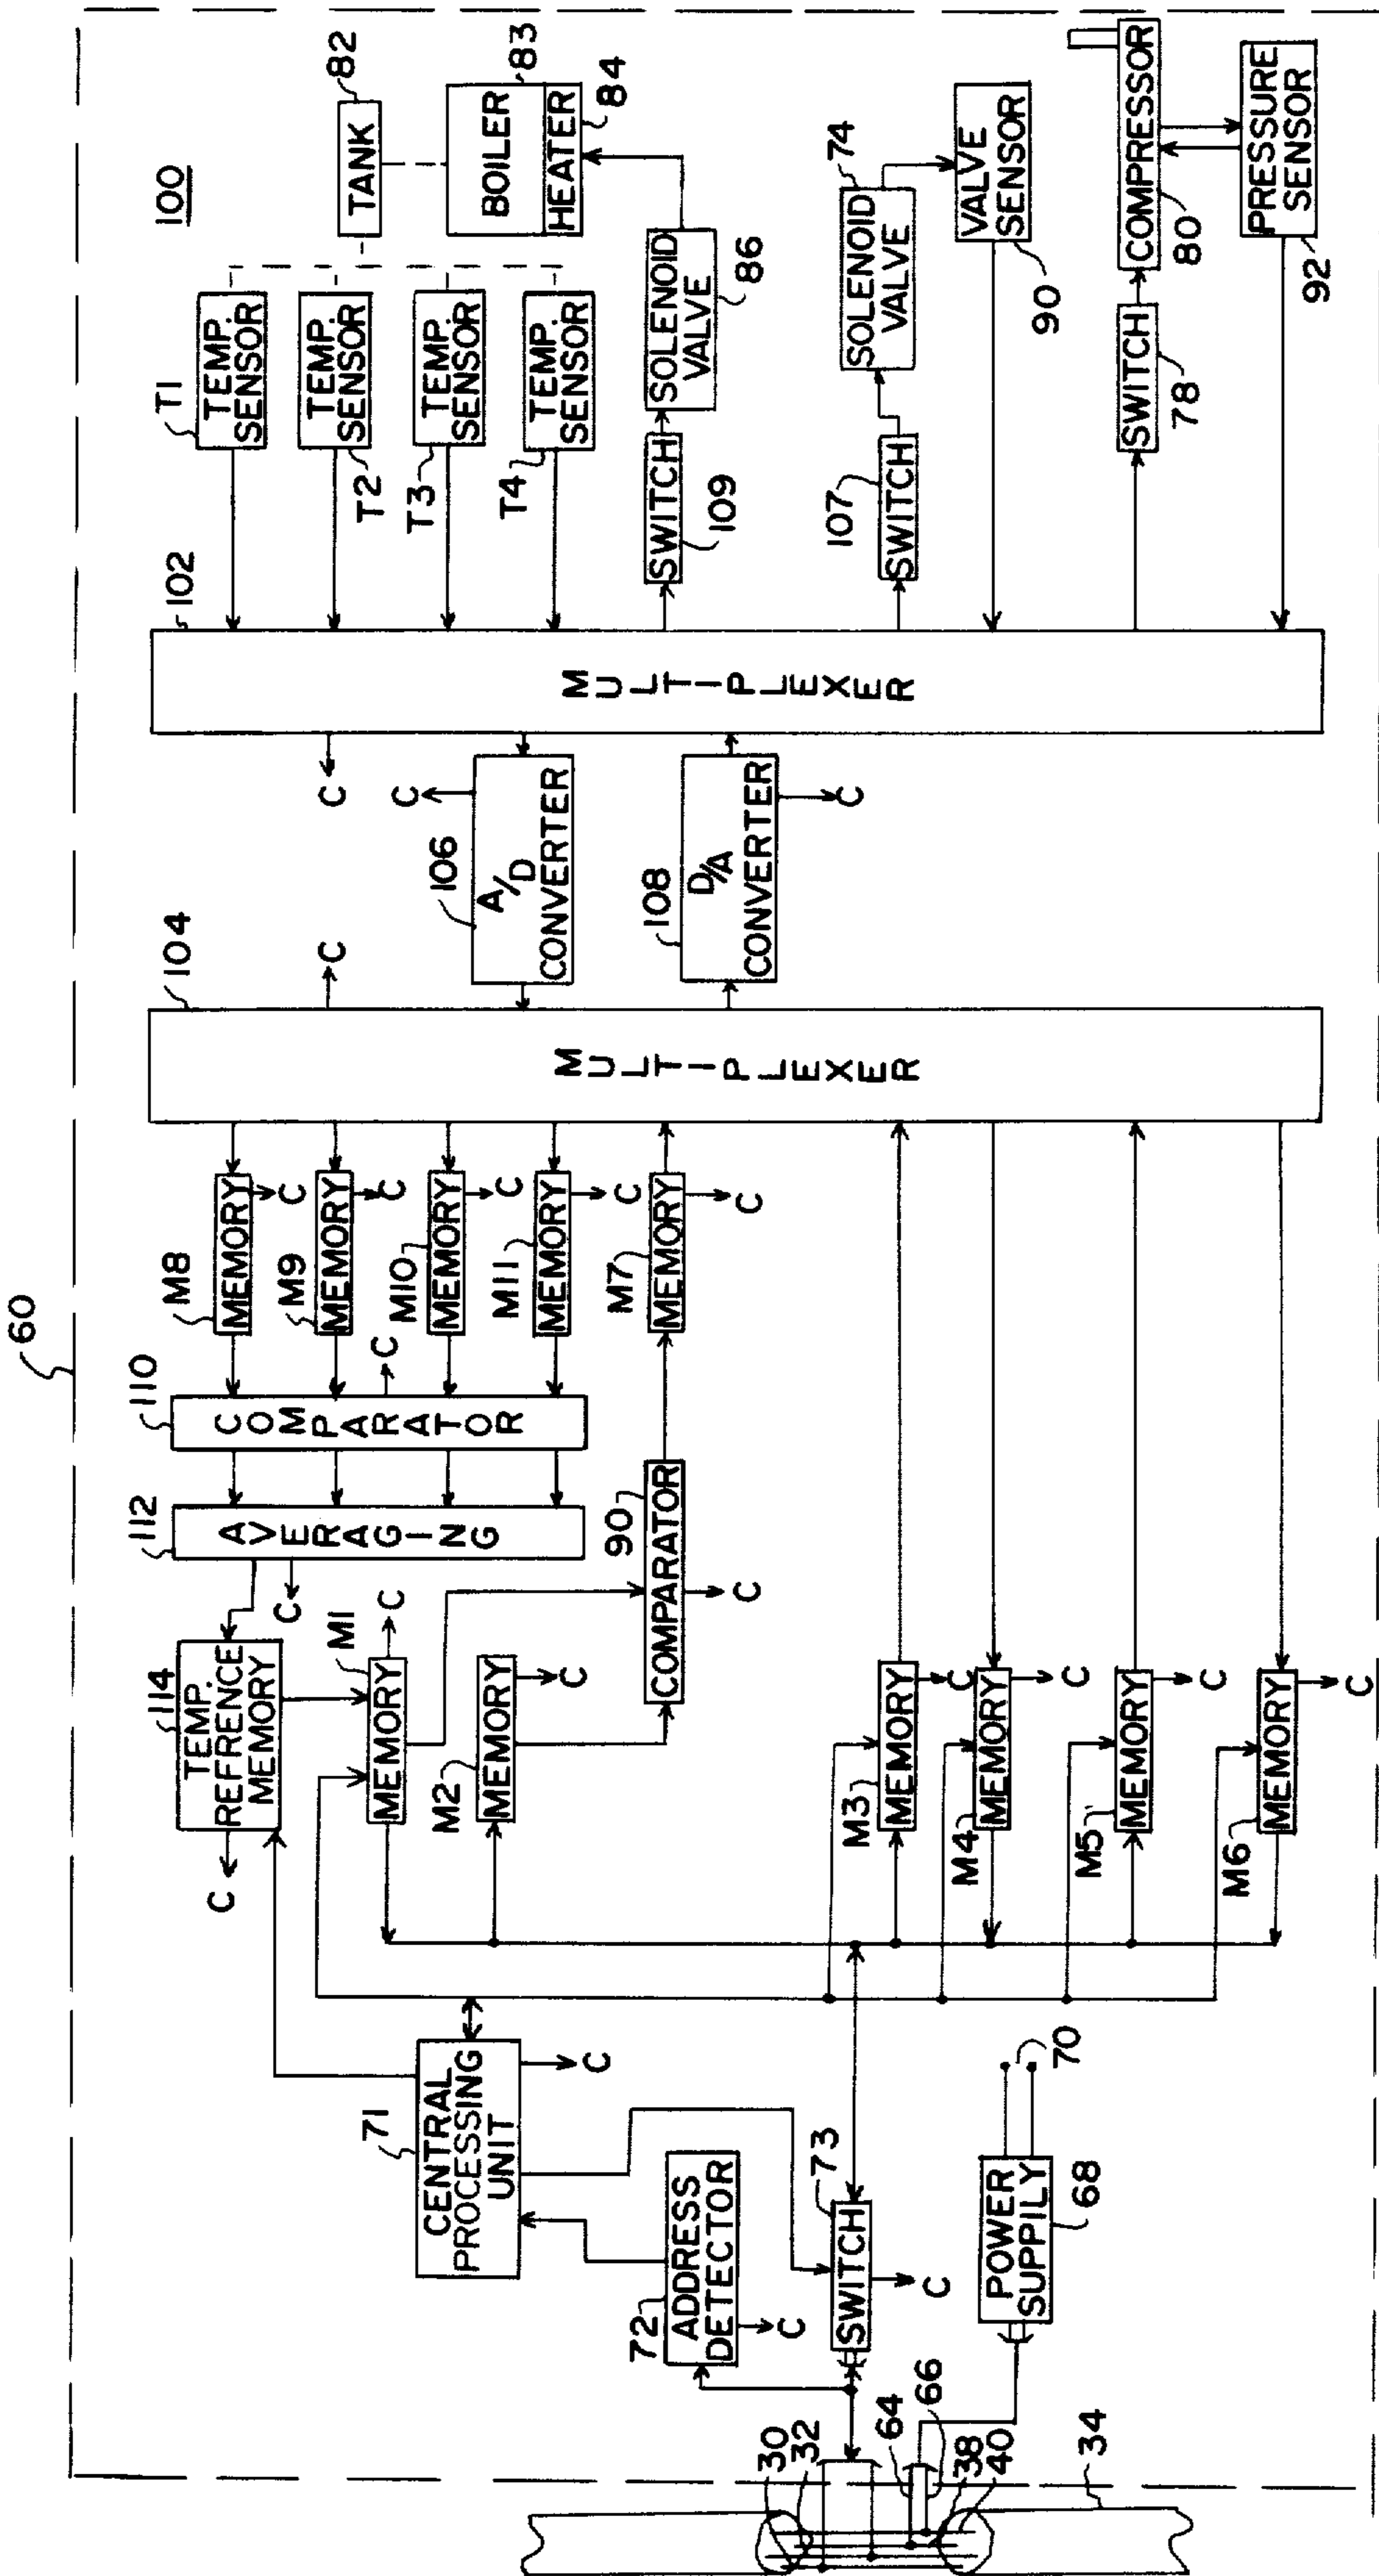 60
100
T1
TEMP.
SENSOR
TEMP.
SENSOR
T2
TEMP.
SENSOR
T3
TEMP.
SENSOR
T4
TANK
82
BOILER
83
HEATER
84
SWITCH
109
SOLENOID
VALVE
86
SWITCH
107
SOLENOID
VALVE
74
VALVE
SENSOR
90
SWITCH
78
COMPRESSOR
80
PRESSURE
SENSOR
92
102
MULTIPLEXER
C
C
106
A/D
CONVERTER
108
D/A
CONVERTER
C
104
C
MULTIPLEXER
M8
MEMORY
C
M9
MEMORY
C
M10
MEMORY
C
M11
MEMORY
C
M7
MEMORY
C
110
COMPARATOR
C
112
AVERAGING
C
90
COMPARATOR
C
114
TEMP.
REFRENCE
MEMORY
C
M1
MEMORY
C
M2
MEMORY
C
M3
MEMORY
C
M4
MEMORY
C
M5
MEMORY
C
M6
MEMORY
C
71
CENTRAL
PROCESSING
UNIT
C
72
ADDRESS
DETECTOR
C
73
SWITCH
C
POWER
SUPPILY
68
70
30
32
64
66
38
40
34